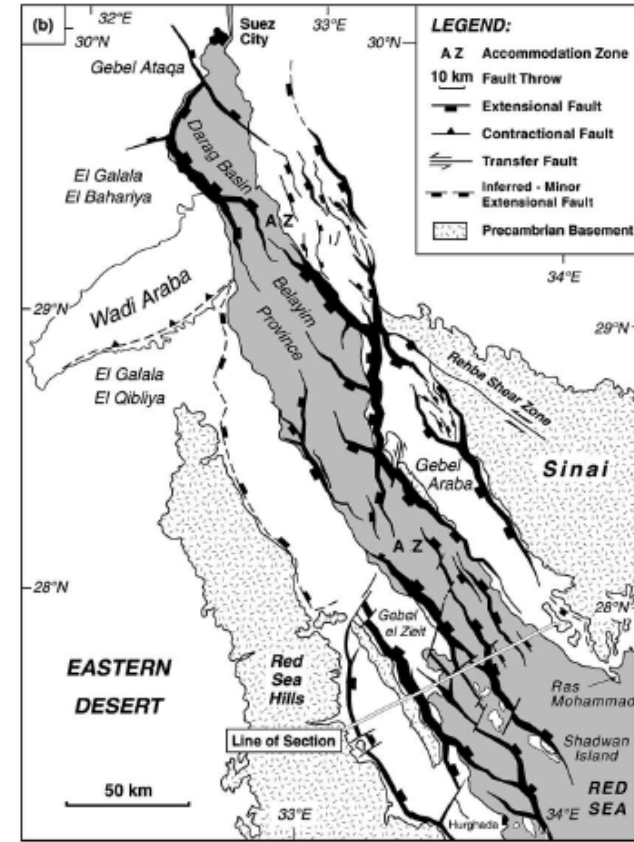 (b)
32°E
33°E
30°N
30°N
Suez
City
Gebel Ataqa
LEGEND:
A Z Accommodation Zone
10 km Fault Throw
Extensional Fault
Contractional Fault
Transfer Fault
Inferred - Minor
Extensional Fault
Precambrian Basement
Darag Basin
El Galala
El Bahariya
A Z
34°E
Wadi Araba
29°N
Belayim
Province
29°N
Rehba Shear Zone
El Galala
El Qibliya
Sinai
Gebel
Araba
A Z
28°N
28°N
Gebel
el Zeit
EASTERN
DESERT
Red
Sea
Hills
Ras
Mohammad
Line of Section
Shadwan
Island
50 km
RED
SEA
33°E
34°E
Hurghada